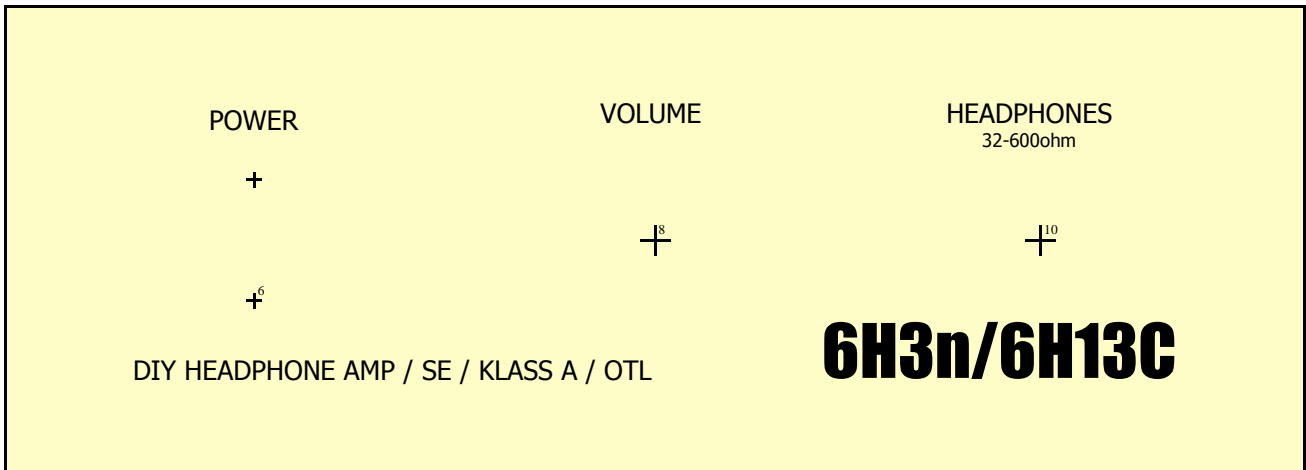 POWER
VOLUME
HEADPHONES
32-600ohm
8
10
6
DIY HEADPHONE AMP / SE / KLASS A / OTL
6H3n/6H13C